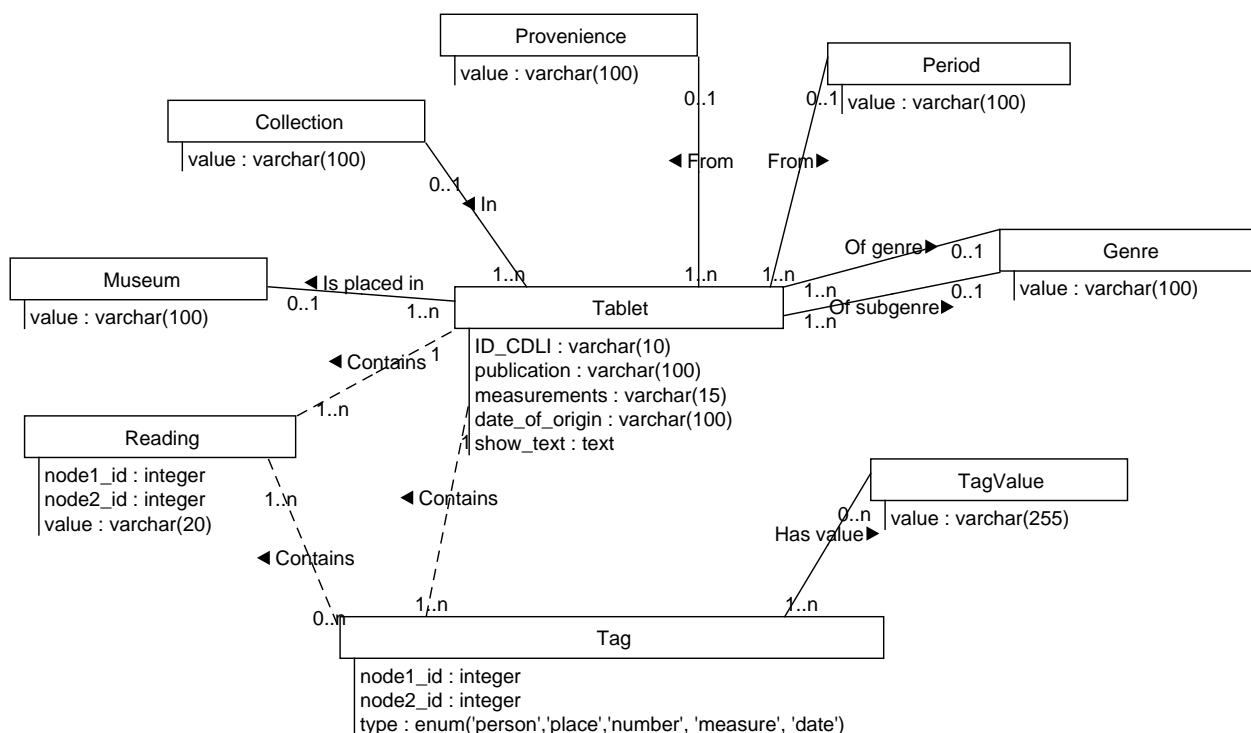 Provenience
value : varchar(100)
Period
value : varchar(100)
Collection
value : varchar(100)
0..1
0..1
◄ From
From►
0..1
◄ In
Of genre►
0..1
Genre
value : varchar(100)
Museum
value : varchar(100)
◄ Is placed in
0..1
1..n
1..n
1..n
1..n
1..n
0..1
Of subgenre►
1..n
Tablet
ID_CDLI : varchar(10)
publication : varchar(100)
measurements : varchar(15)
date_of_origin : varchar(100)
show_text : text
◄ Contains
1
1..n
Reading
node1_id : integer
node2_id : integer
value : varchar(20)
1
◄ Contains
1..n
◄ Contains
0..n
1..n
TagValue
value : varchar(255)
0..n
Has value►
1..n
Tag
node1_id : integer
node2_id : integer
type : enum('person','place','number', 'measure', 'date')